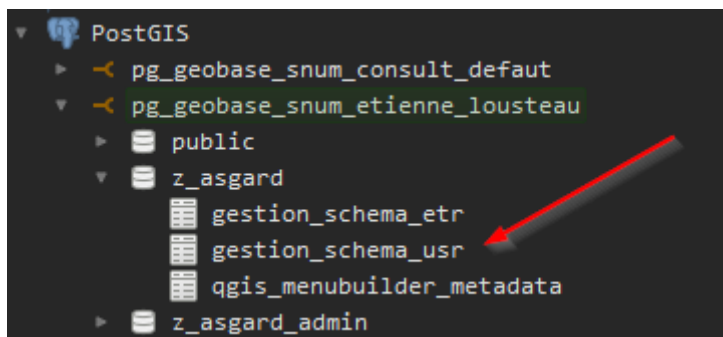 PostGIS
pg_geobase_snum_consult_defaut
pg_geobase_snum_etienne_lousteau
public
z_asgard
gestion_schema_etr
gestion_schema_usr
qgis_menubuilder_metadata
z_asgard_admin